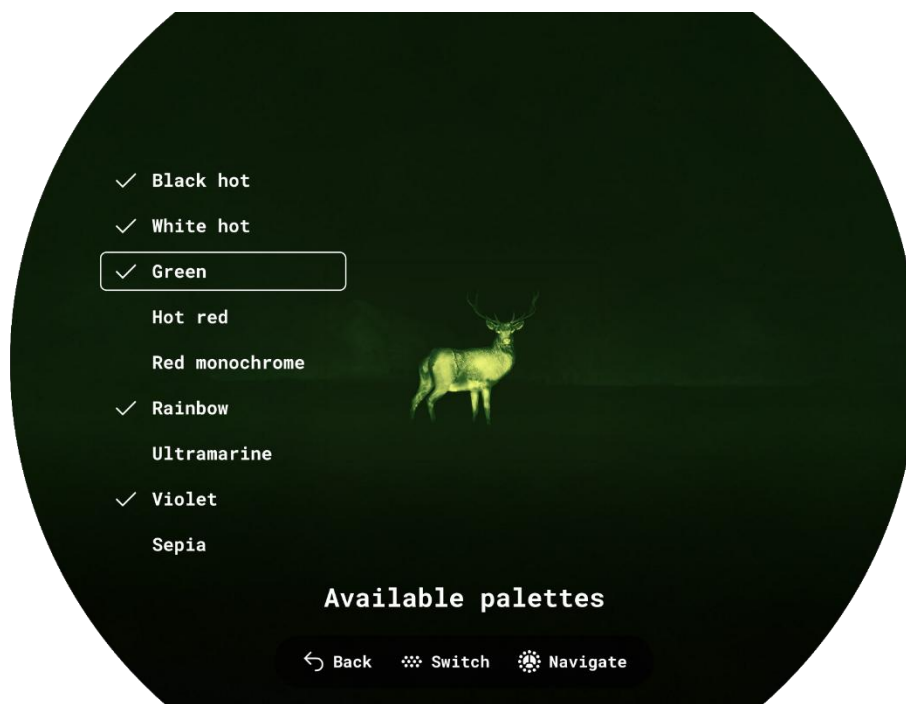 Black hot
White hot
Green
Hot red
Red monochrome
Rainbow
Ultramarine
Violet
Sepia
Available palettes
Back Switch Navigate